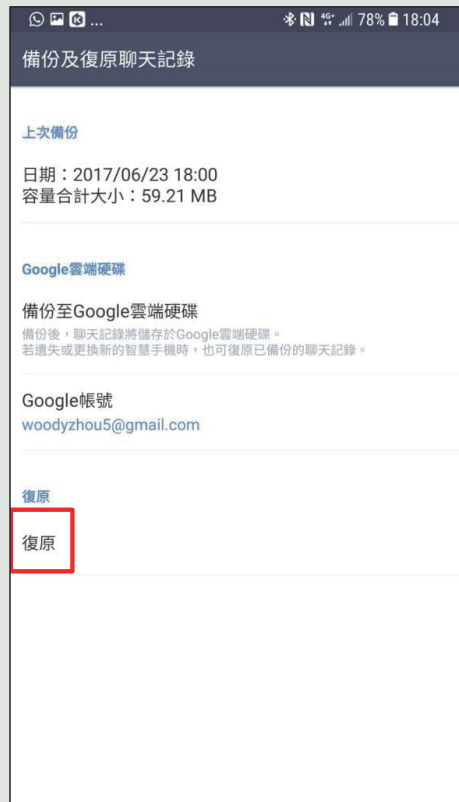 ... 4G+ 78% 18:04
備份及復原聊天記錄
上次備份
日期：2017/06/23 18:00
容量合計大小：59.21 MB
Google雲端硬碟
備份至Google雲端硬碟
備份後，聊天記錄將儲存於Google雲端硬碟。
若遺失或更換新的智慧手機時，也可復原已備份的聊天記錄。
Google帳號
woodyzhou5@gmail.com
復原
復原